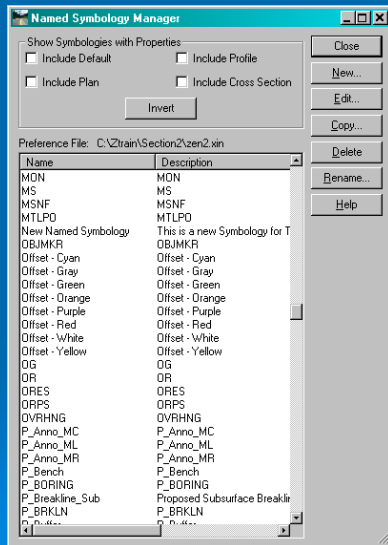 Named Symbology Manager
Show Symbologies with Properties
Include Default Include Profile
Include Plan Include Cross Section
Invert
Close
New...
Edit...
Copy...
Delete
Rename...
Help
Preference File: C:\Ztrain\Section2\zen2.xin
Name Description
MON MON
MS MS
MSNF MSNF
MTLPO MTLPO
New Named Symbology This is a new Symbology for T
OBJMKR OBJMKR
Offset - Cyan Offset - Cyan
Offset - Gray Offset - Gray
Offset - Green Offset - Green
Offset - Orange Offset - Orange
Offset - Purple Offset - Purple
Offset - Red Offset - Red
Offset - White Offset - White
Offset - Yellow Offset - Yellow
OG OG
OR OR
ORES ORES
ORPS ORPS
OVRHNG OVRHNG
P_Anno_MC P_Anno_MC
P_Anno_ML P_Anno_ML
P_Anno_MR P_Anno_MR
P_Bench P_Bench
P_BORING P_BORING
P_Breakline_Sub Proposed Subsurface Breaklin
P_BRKLN P_BRKLN
P_Buffer P_Buffer